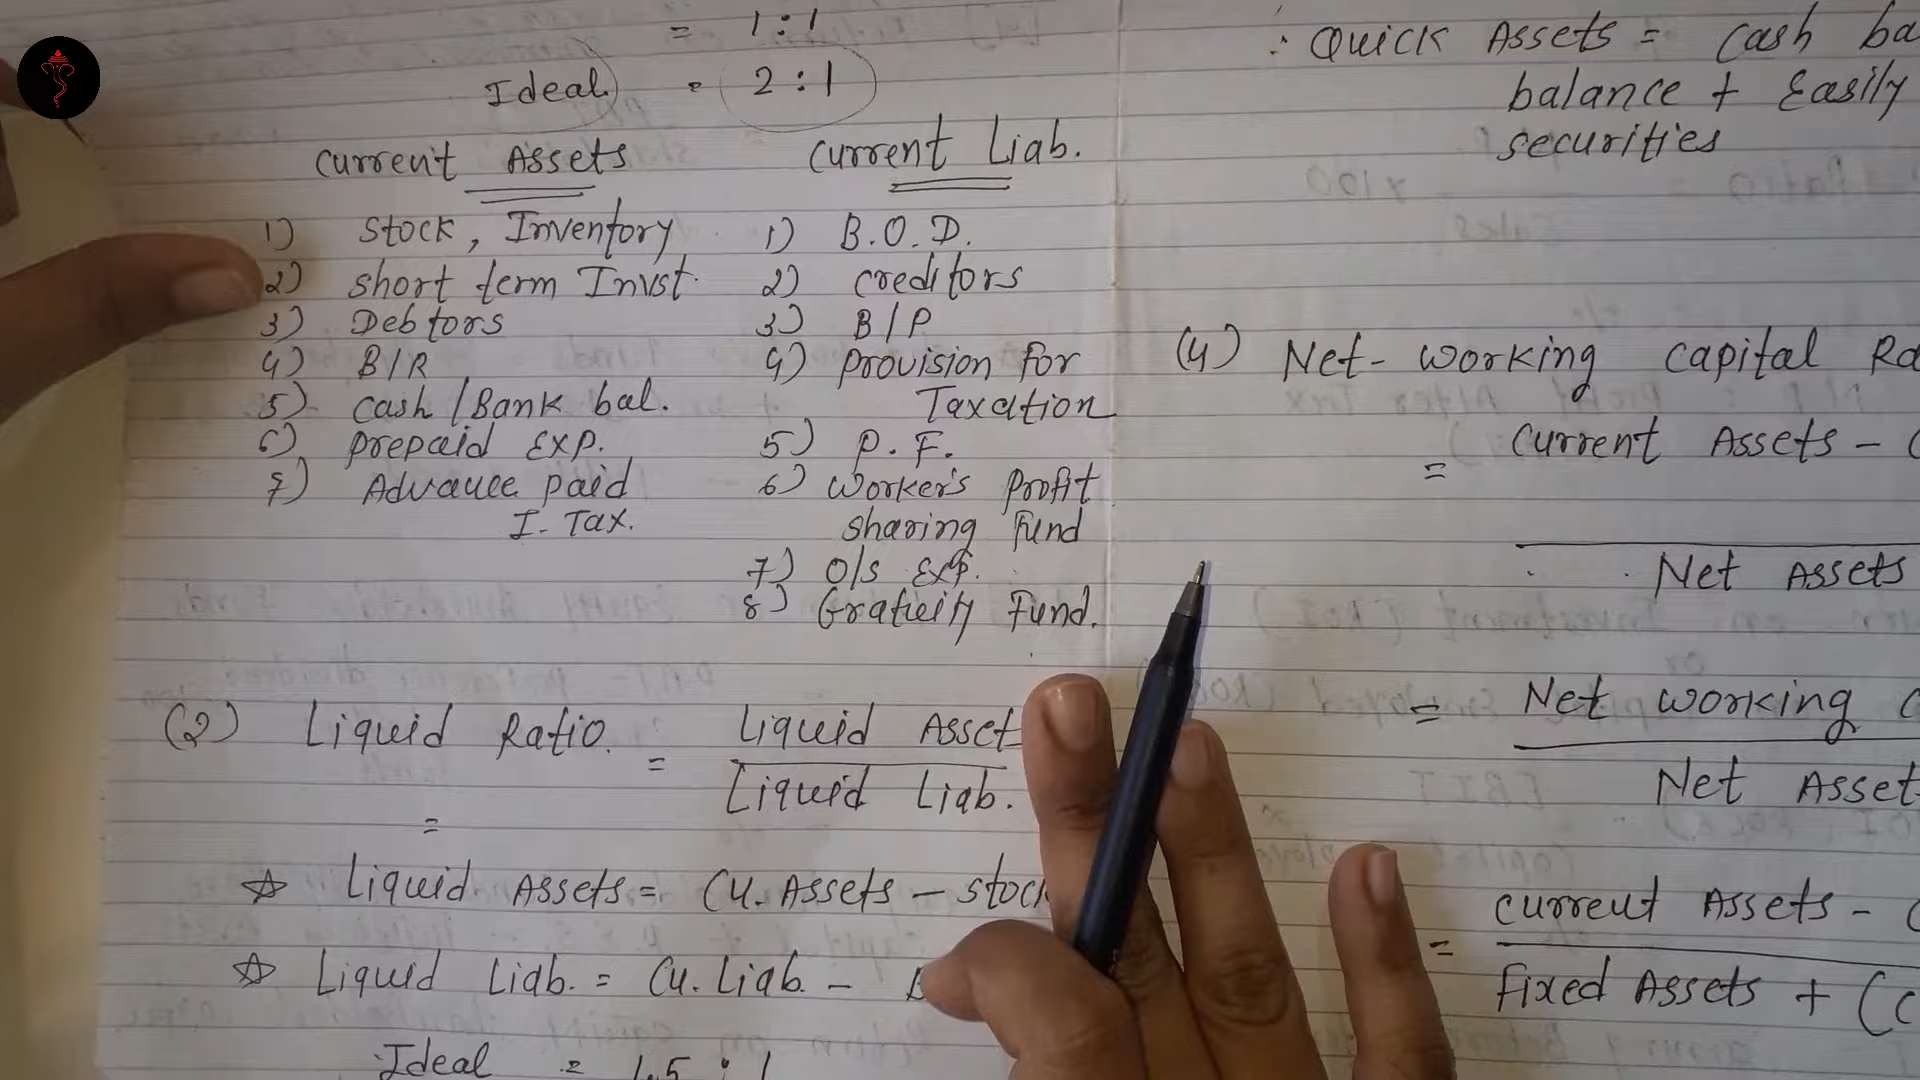 = 1 : 1
Ideal = 2 : 1
Current Assets
1) Stock, Inventory
2) Short term Invst.
3) Debtors
4) B/R
5) Cash / Bank bal.
6) Prepaid Exp.
7) Advance paid
I. Tax.
Current Liab.
1) B.O.D.
2) Creditors
3) B/P
4) Provision for
Taxation
5) P.F.
6) Worker's Profit
Sharing Fund
7) O/S Exp.
8) Gratuity Fund.
(2) Liquid Ratio. = Liquid Asset
Liquid Liab.
=
☆ Liquid Assets = Cu. Assets - Stock
☆ Liquid Liab. = Cu. Liab. -
Ideal = 1.5 : 1
∴ Quick Assets = Cash
balance + Easily
securities
(4) Net-Working Capital
= Current Assets -
Net Assets
= Net Working
Net Asset
= Current Assets -
Fixed Assets +